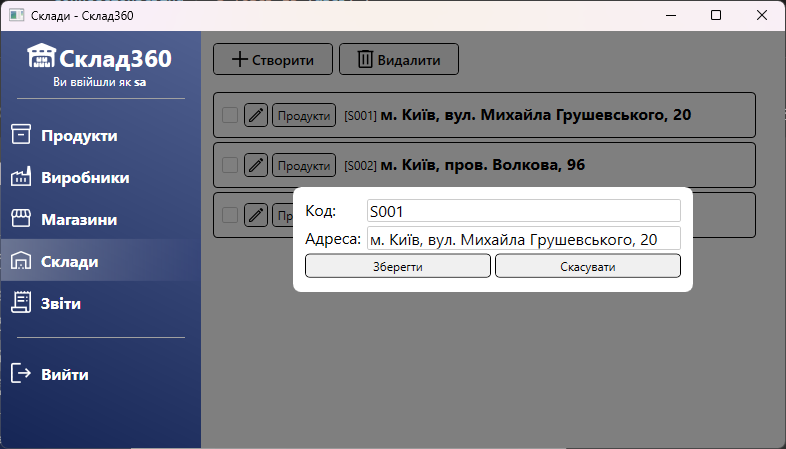 Склади - Склад360
Склад360
Ви ввійшли як sa
Продукти
Виробники
Магазини
Склади
Звіти
Вийти
Створити
Видалити
Продукти [S001] м. Київ, вул. Михайла Грушевського, 20
Продукти [S002] м. Київ, пров. Волкова, 96
Код: S001
Адреса: м. Київ, вул. Михайла Грушевського, 20
Зберегти Скасувати